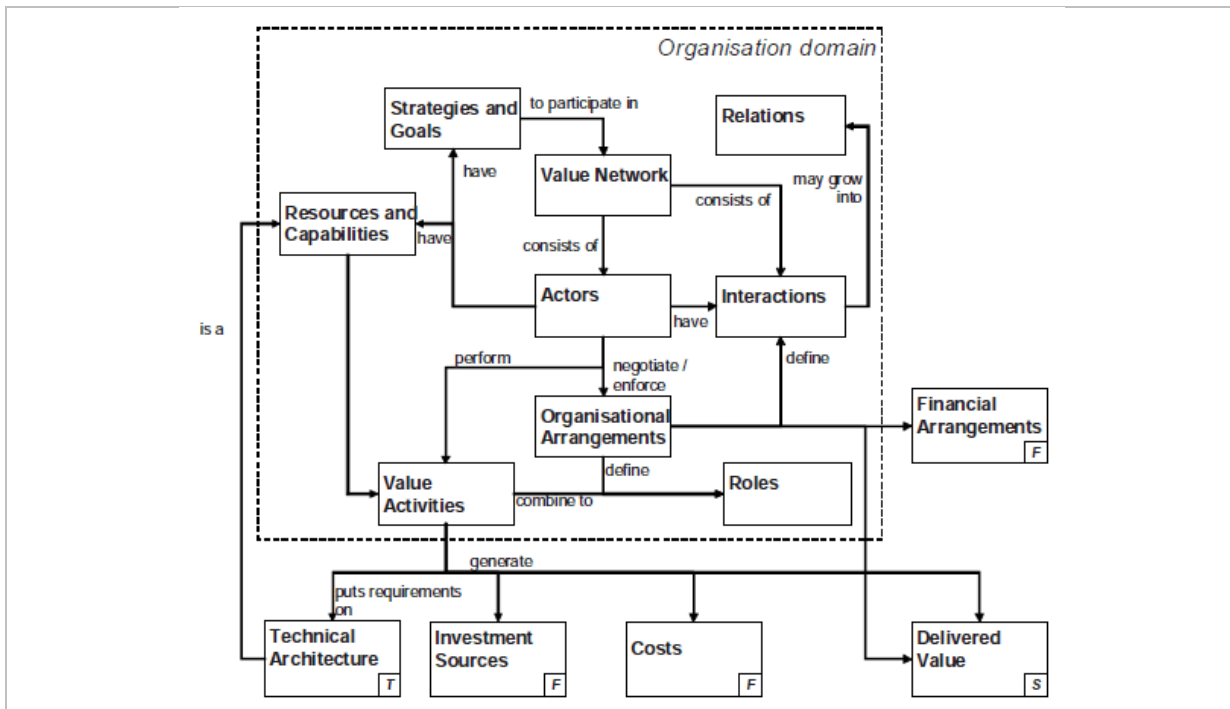 Organisation domain
Strategies and
Goals
to participate in
Relations
have
Value Network
may grow
into
consists of
Resources and
Capabilities
have
consists of
Actors
Interactions
have
is a
perform
negotiate /
enforce
define
Organisational
Arrangements
Financial
Arrangements
F
define
Value
Activities
combine to
Roles
generate
puts requirements
on
Technical
Architecture
T
Investment
Sources
F
Costs
F
Delivered
Value
S